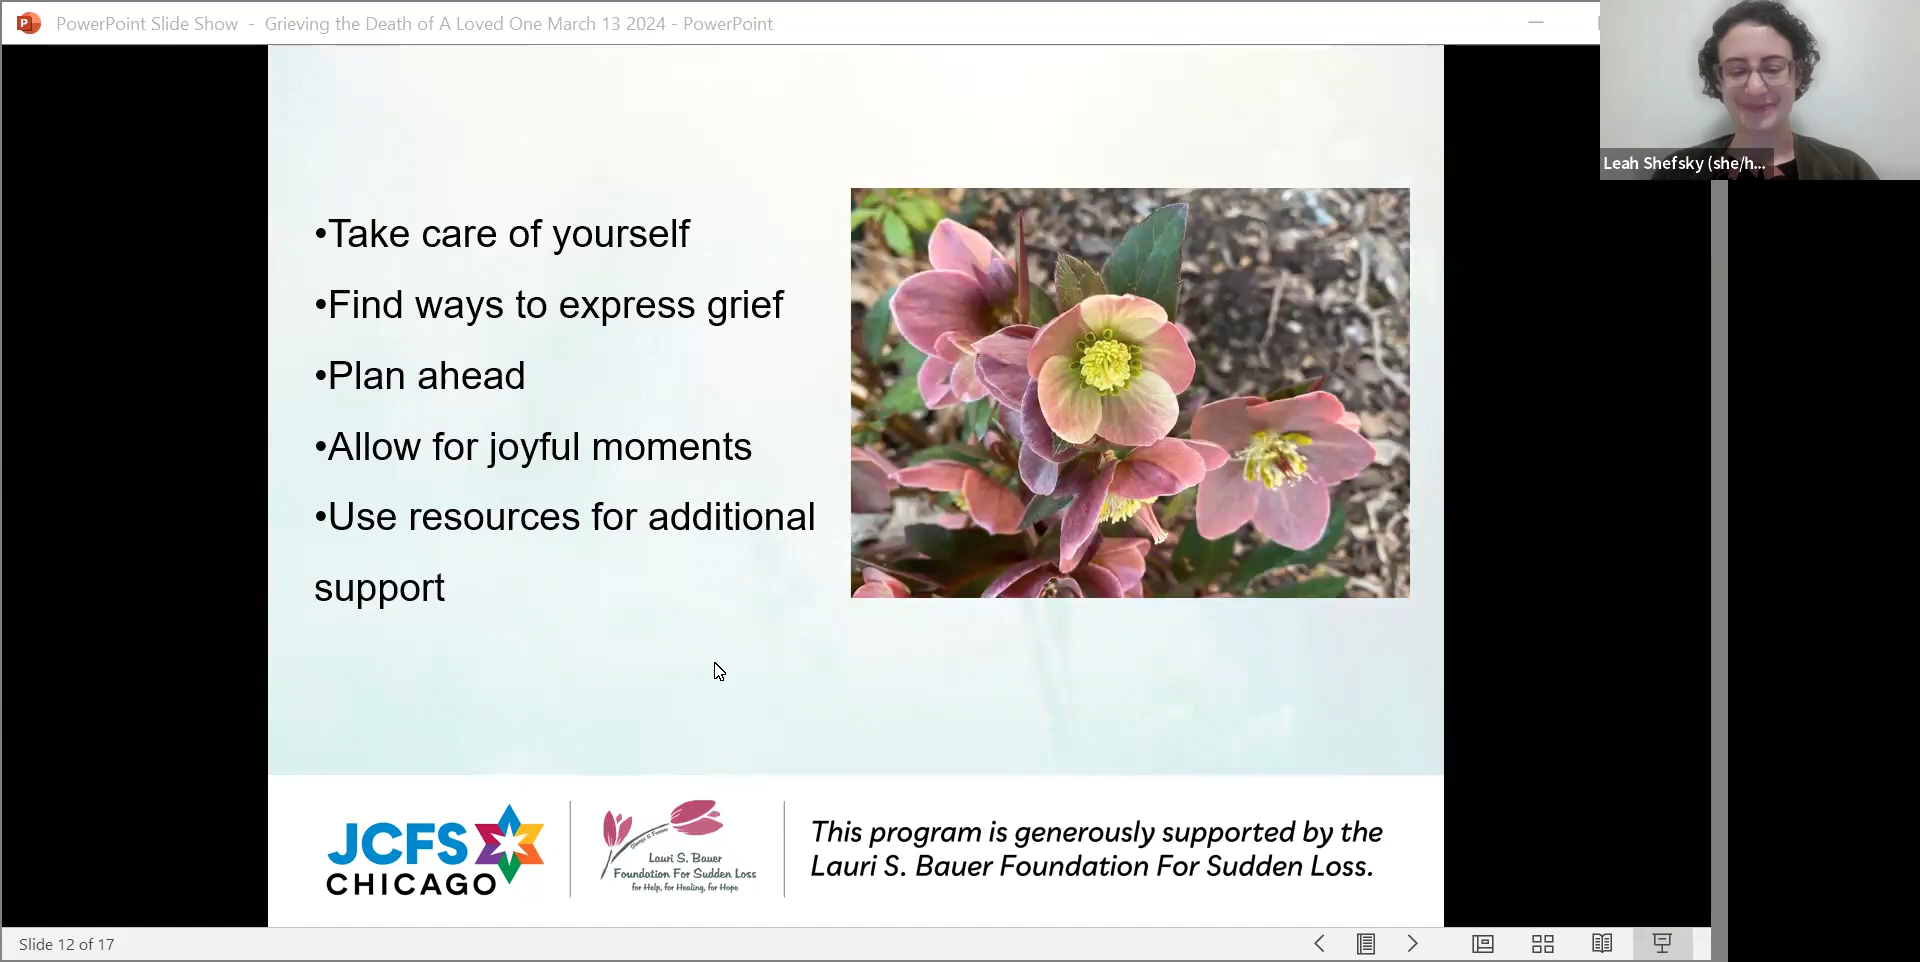 PowerPoint Slide Show - Grieving the Death of A Loved One March 13 2024 - PowerPoint
Leah Shefsky (she/h...
•Take care of yourself
•Find ways to express grief
•Plan ahead
•Allow for joyful moments
•Use resources for additional
support
JCFS
CHICAGO
Always & Forever
Lauri S. Bauer
Foundation For Sudden Loss
for Help, for Healing, for Hope
This program is generously supported by the
Lauri S. Bauer Foundation For Sudden Loss.
Slide 12 of 17